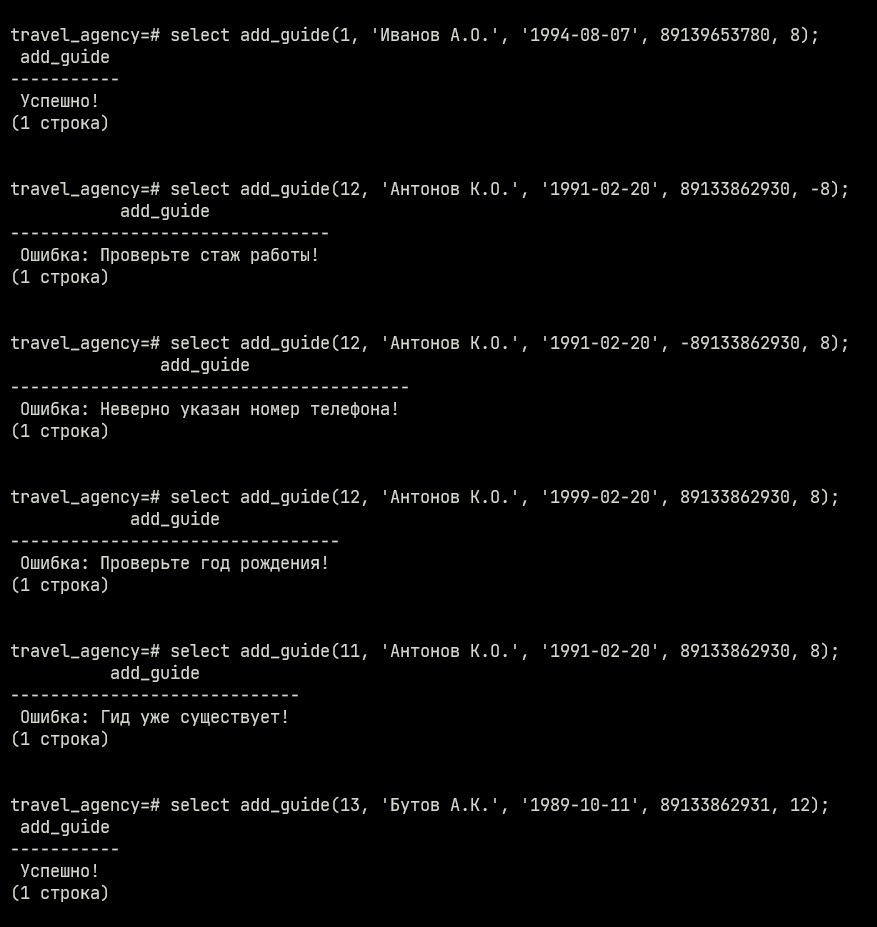 travel_agency=# select add_guide(1, 'Иванов А.О.', '1994-08-07', 89139653780, 8);
 add_guide
-----------
 Успешно!
(1 строка)
travel_agency=# select add_guide(12, 'Антонов К.О.', '1991-02-20', 89133862930, -8);
           add_guide
--------------------------------
 Ошибка: Проверьте стаж работы!
(1 строка)
travel_agency=# select add_guide(12, 'Антонов К.О.', '1991-02-20', -89133862930, 8);
               add_guide
----------------------------------------
 Ошибка: Неверно указан номер телефона!
(1 строка)
travel_agency=# select add_guide(12, 'Антонов К.О.', '1999-02-20', 89133862930, 8);
            add_guide
---------------------------------
 Ошибка: Проверьте год рождения!
(1 строка)
travel_agency=# select add_guide(11, 'Антонов К.О.', '1991-02-20', 89133862930, 8);
          add_guide
-----------------------------
 Ошибка: Гид уже существует!
(1 строка)
travel_agency=# select add_guide(13, 'Бутов А.К.', '1989-10-11', 89133862931, 12);
 add_guide
-----------
 Успешно!
(1 строка)